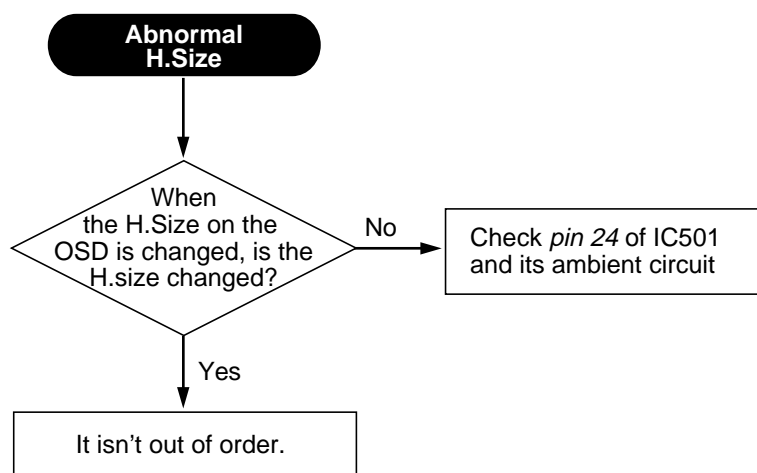 Abnormal
H.Size
When
the H.Size on the
OSD is changed, is the
H.size changed?
No
Check pin 24 of IC501
and its ambient circuit
Yes
It isn’t out of order.